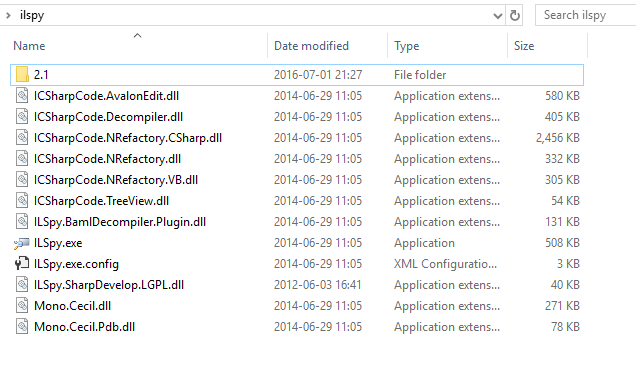 ilspy Search ilspy
Name Date modified Type Size
2.1 2016-07-01 21:27 File folder
ICSharpCode.AvalonEdit.dll 2014-06-29 11:05 Application extens... 580 KB
ICSharpCode.Decompiler.dll 2014-06-29 11:05 Application extens... 405 KB
ICSharpCode.NRefactory.CSharp.dll 2014-06-29 11:05 Application extens... 2,456 KB
ICSharpCode.NRefactory.dll 2014-06-29 11:05 Application extens... 332 KB
ICSharpCode.NRefactory.VB.dll 2014-06-29 11:05 Application extens... 305 KB
ICSharpCode.TreeView.dll 2014-06-29 11:05 Application extens... 54 KB
ILSpy.BamlDecompiler.Plugin.dll 2014-06-29 11:05 Application extens... 131 KB
ILSpy.exe 2014-06-29 11:05 Application 508 KB
ILSpy.exe.config 2014-06-29 11:05 XML Configuratio... 3 KB
ILSpy.SharpDevelop.LGPL.dll 2012-06-03 16:41 Application extens... 40 KB
Mono.Cecil.dll 2014-06-29 11:05 Application extens... 271 KB
Mono.Cecil.Pdb.dll 2014-06-29 11:05 Application extens... 78 KB